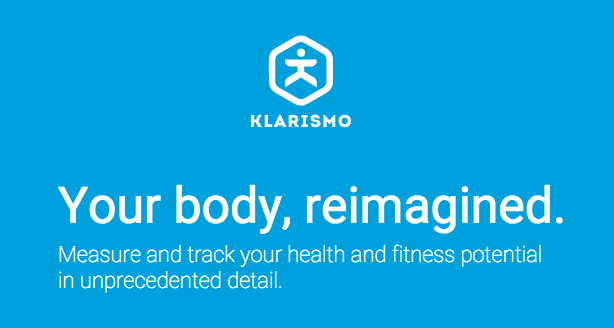 KLARISMO
Your body, reimagined.
Measure and track your health and fitness potential
in unprecedented detail.